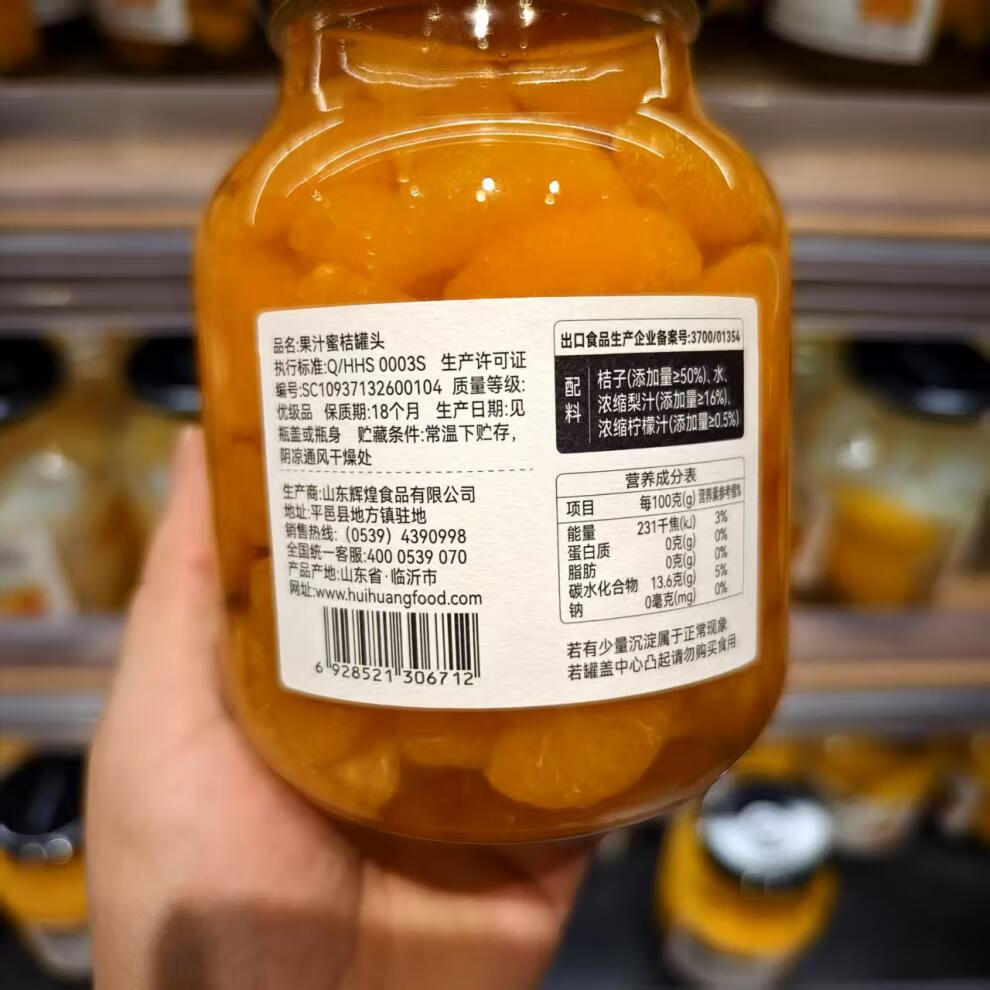 品名:果汁蜜桔罐头
执行标准:Q/HHS 0003S 生产许可证
编号:SC10937132600104 质量等级:
优级品 保质期:18个月 生产日期:见
瓶盖或瓶身 贮藏条件:常温下贮存，
阴凉通风干燥处
生产商:山东辉煌食品有限公司
地址:平邑县地方镇驻地
销售热线:（0539）4390998
全国统一客服:400 0539 070
产品产地:山东省·临沂市
网址:www.huihuangfood.com
6 928521 306712
出口食品生产企业备案号:3700/01354
配料
桔子(添加量≥50%)、水、
浓缩梨汁(添加量≥16%)、
浓缩柠檬汁(添加量≥0.5%)
营养成分表
项目 每100克(g) 营养素参考值%
能量 231千焦(kJ) 3%
蛋白质 0克(g) 0%
脂肪 0克(g) 0%
碳水化合物 13.6克(g) 5%
钠 0毫克(mg) 0%
若有少量沉淀属于正常现象
若罐盖中心凸起请勿购买食用